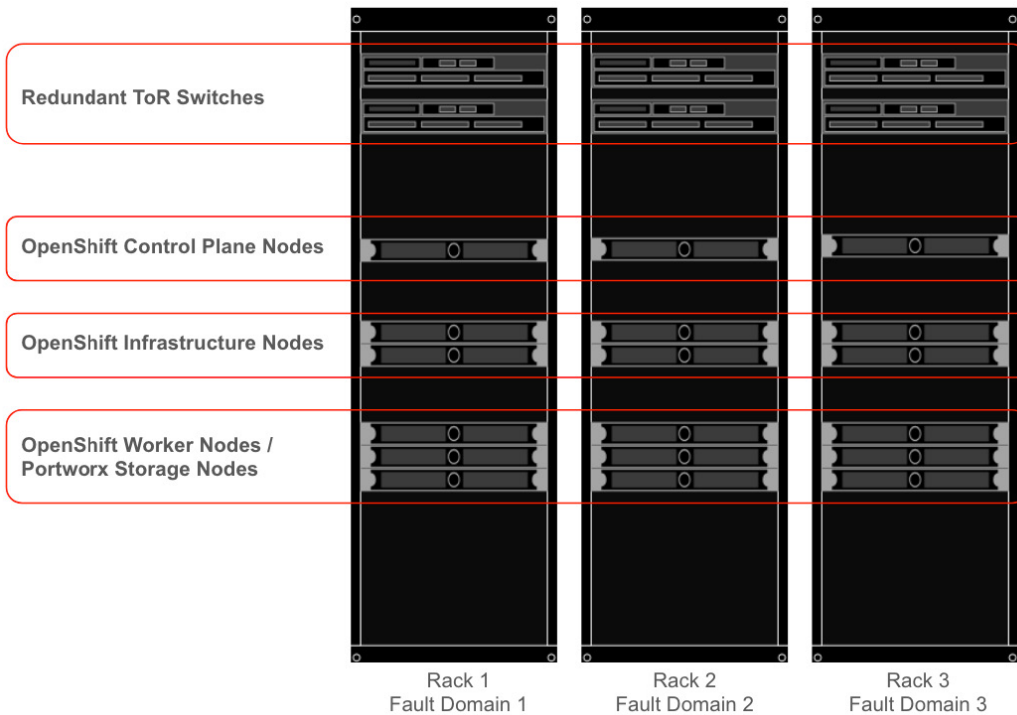 Redundant ToR Switches
OpenShift Control Plane Nodes
OpenShift Infrastructure Nodes
OpenShift Worker Nodes /
Portworx Storage Nodes
Rack 1
Fault Domain 1
Rack 2
Fault Domain 2
Rack 3
Fault Domain 3